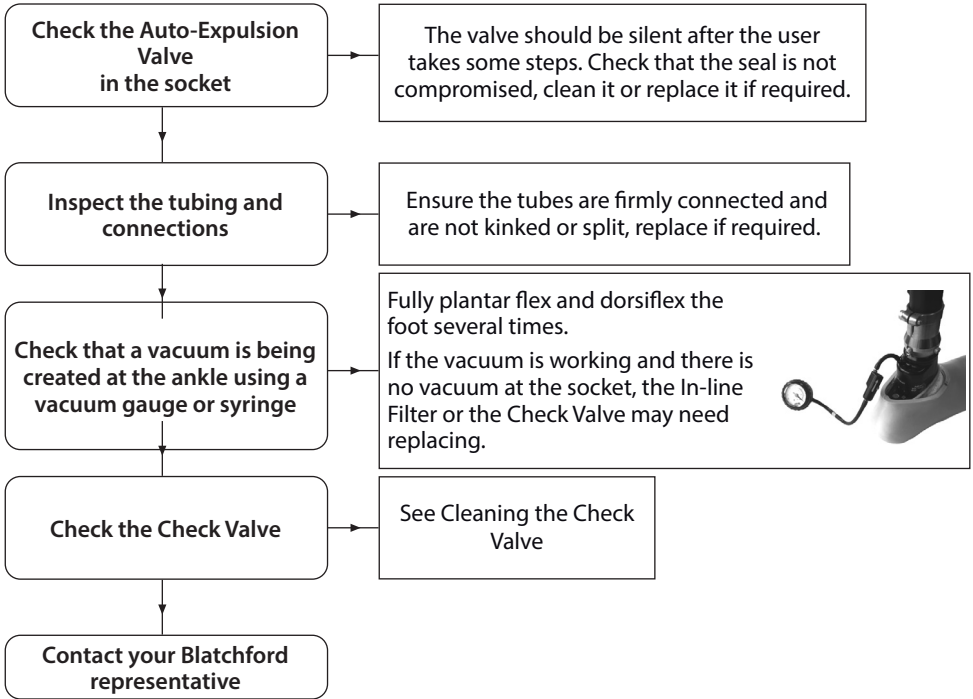 Check the Auto-Expulsion
Valve
in the socket
The valve should be silent after the user
takes some steps. Check that the seal is not
compromised, clean it or replace it if required.
Inspect the tubing and
connections
Ensure the tubes are firmly connected and
are not kinked or split, replace if required.
Check that a vacuum is being
created at the ankle using a
vacuum gauge or syringe
Fully plantar flex and dorsiflex the
foot several times.
If the vacuum is working and there is
no vacuum at the socket, the In-line
Filter or the Check Valve may need
replacing.
Check the Check Valve
See Cleaning the Check
Valve
Contact your Blatchford
representative